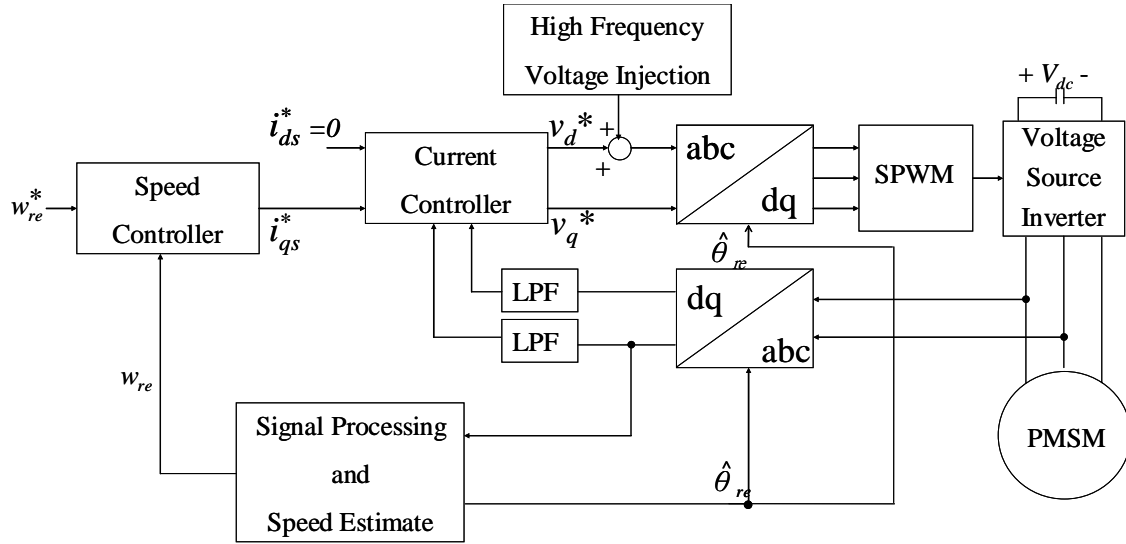 High Frequency
Voltage Injection
+ V_dc -
i*_ds =0
v_d* +
+
Current
Controller
v_q*
abc
dq
SPWM
Voltage
Source
Inverter
w*_re
Speed
Controller
i*_qs
θ̂_re
LPF
dq
abc
LPF
w_re
Signal Processing
and
Speed Estimate
θ̂_re
PMSM